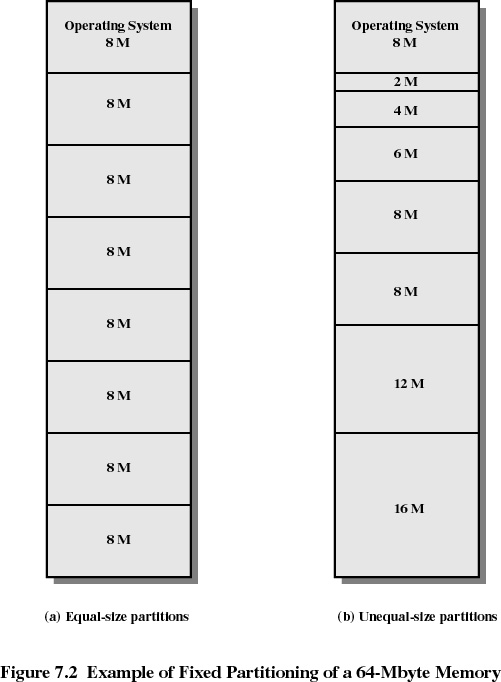 Operating System
8 M
8 M
8 M
8 M
8 M
8 M
8 M
8 M
(a) Equal-size partitions
Operating System
8 M
2 M
4 M
6 M
8 M
8 M
12 M
16 M
(b) Unequal-size partitions
Figure 7.2 Example of Fixed Partitioning of a 64-Mbyte Memory